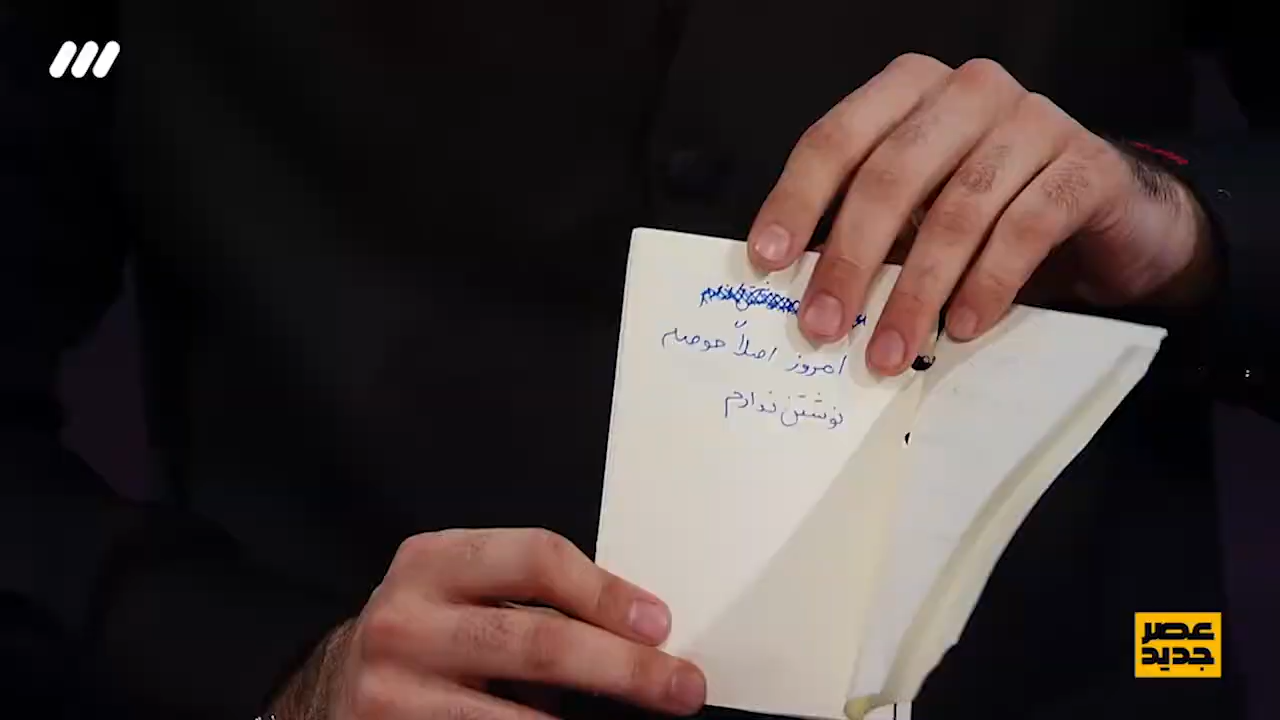 امروز اصلاً حوصله
نوشتن ندارم
عصر
جدید